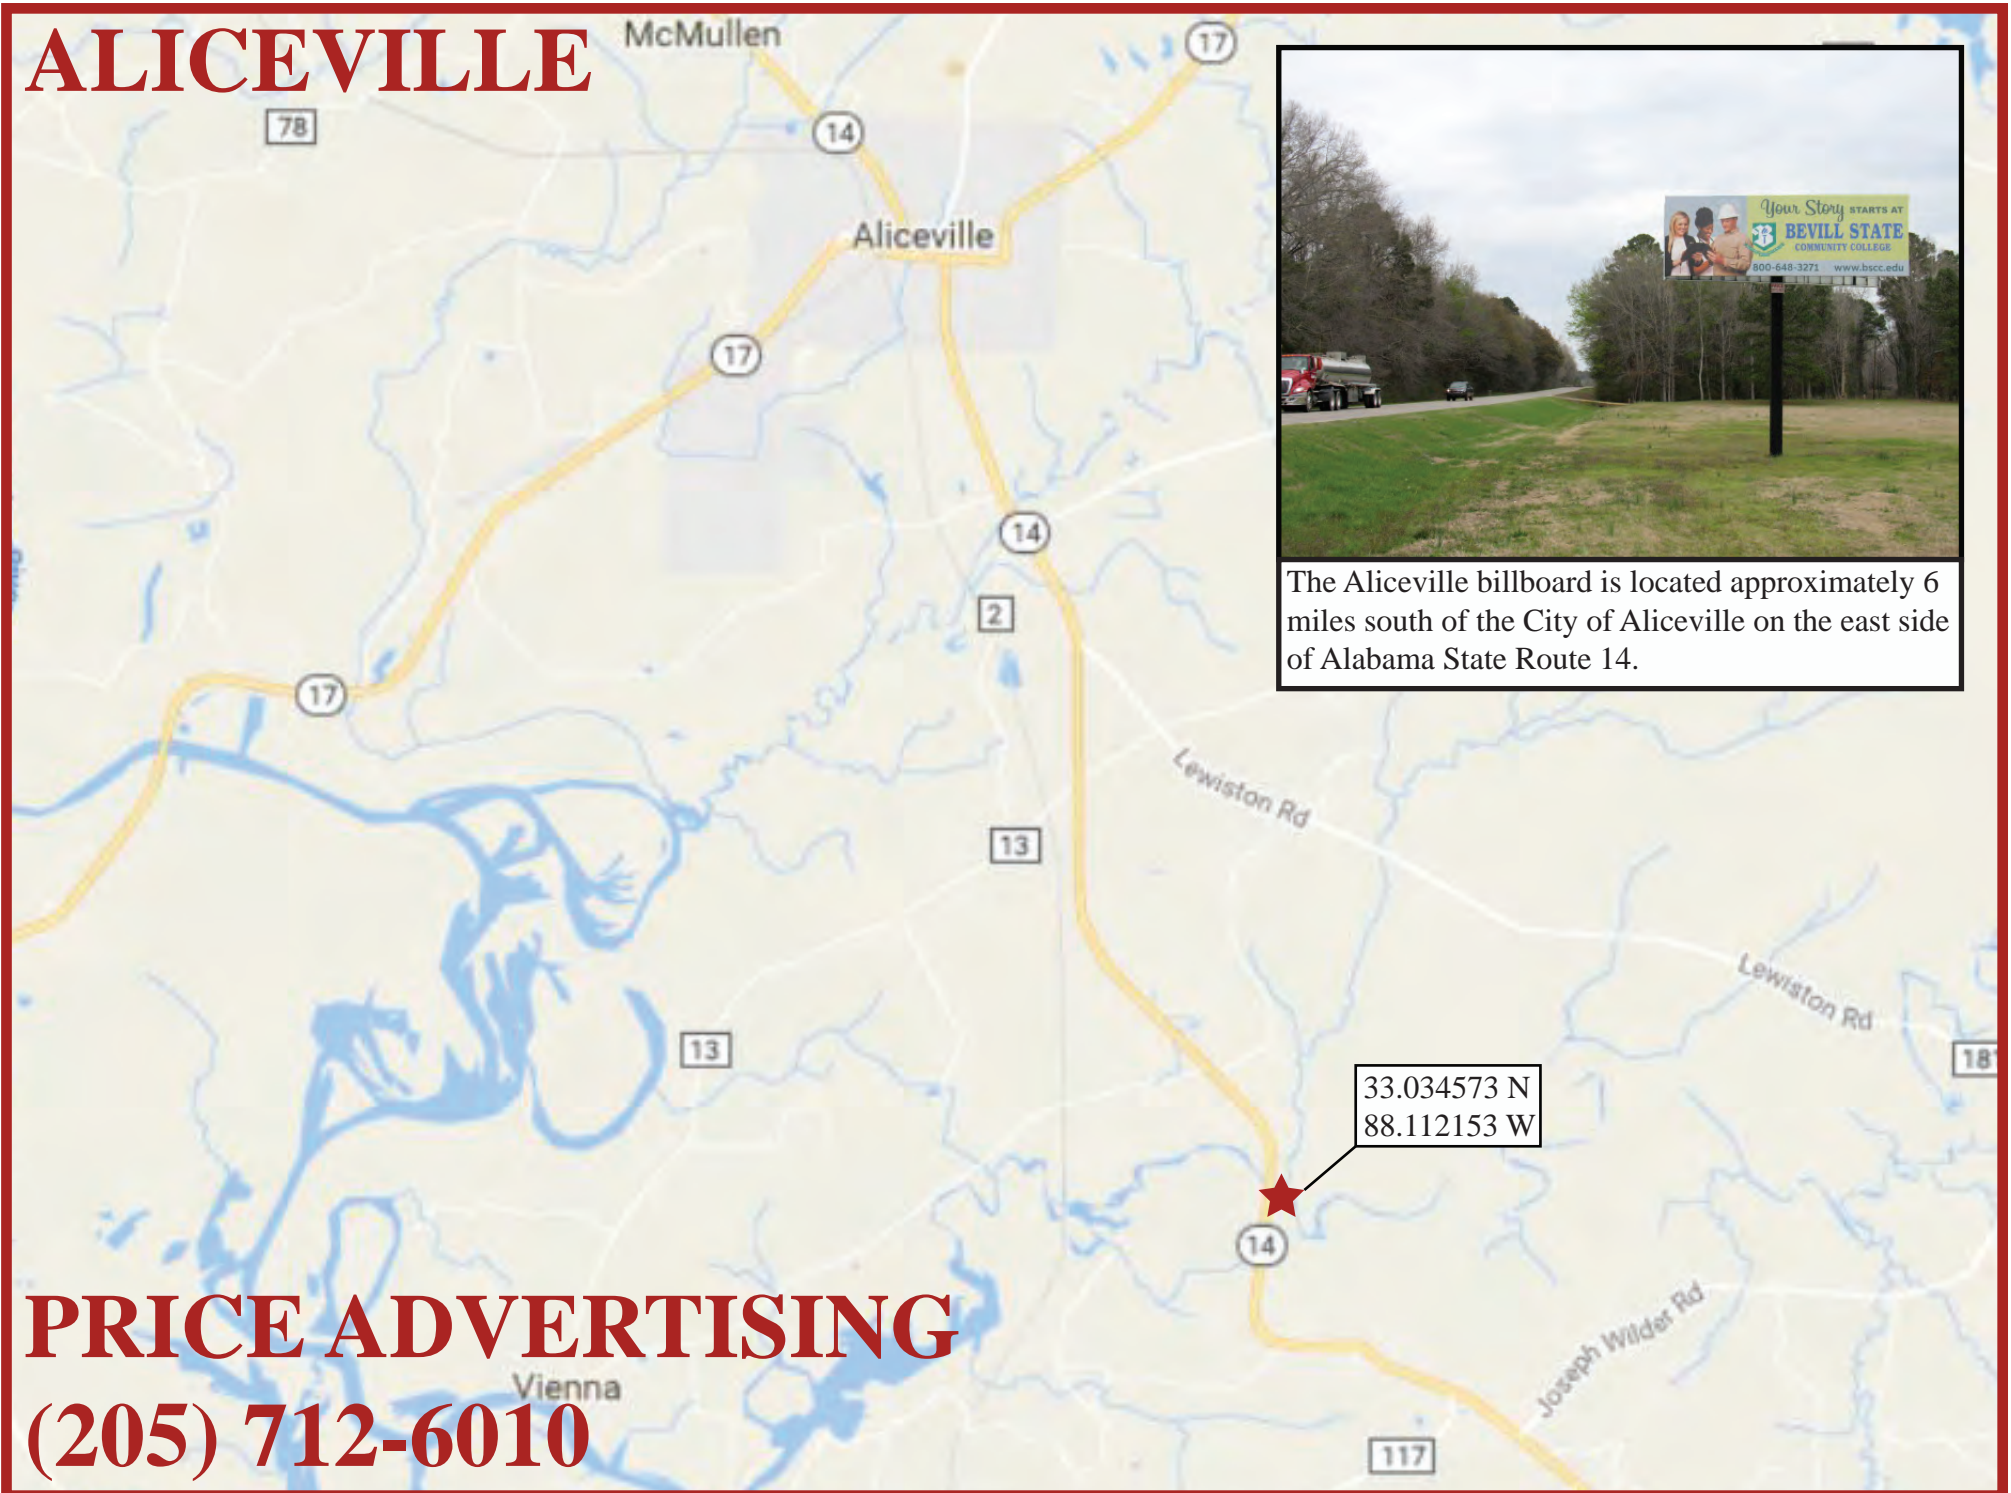 ALICEVILLE
McMullen
17
78
14
Aliceville
17
14
2
17
Your Story STARTS AT
BEVILL STATE
COMMUNITY COLLEGE
800-648-3271 www.bscc.edu
The Aliceville billboard is located approximately 6
miles south of the City of Aliceville on the east side
of Alabama State Route 14.
Lewiston Rd
13
Lewiston Rd
13
181
33.034573 N
88.112153 W
14
Joseph Wilder Rd
PRICE ADVERTISING
Vienna
(205) 712-6010
117